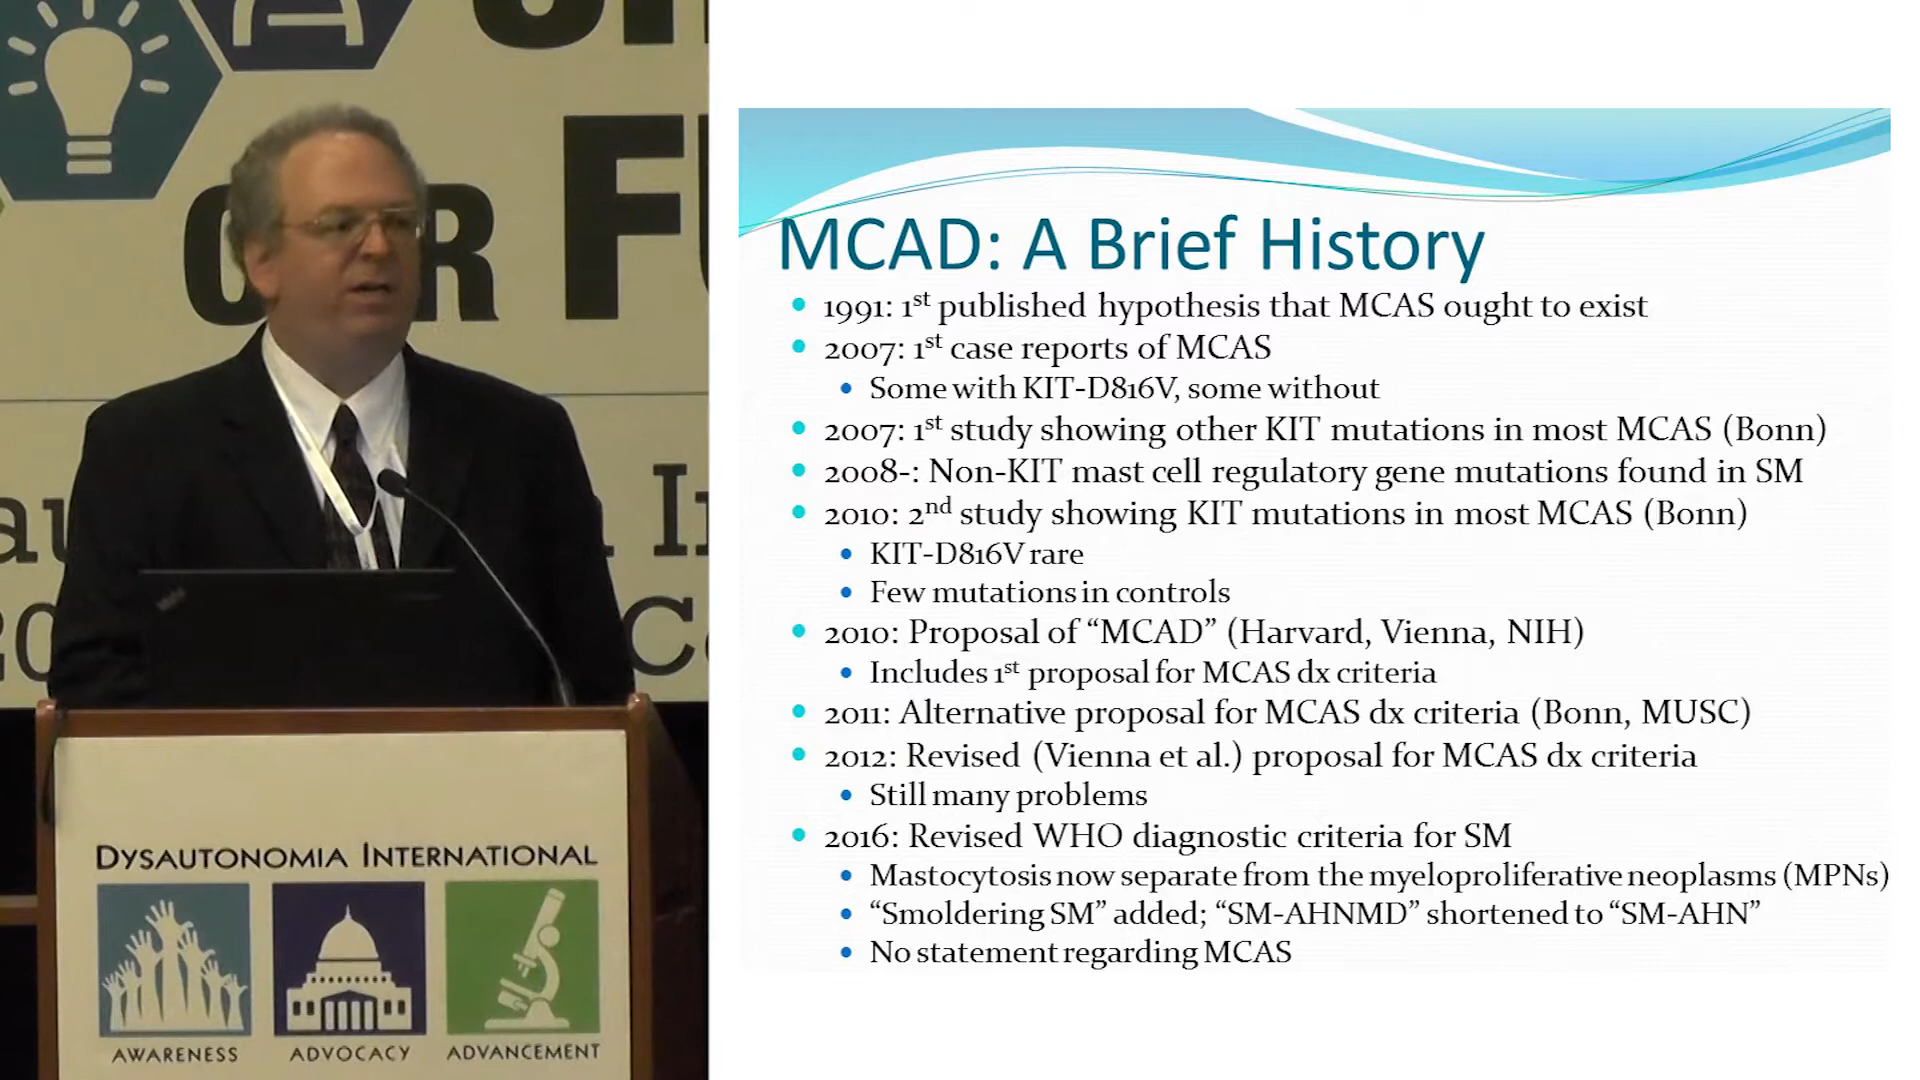 OUR
MCAD: A Brief History
1991: 1st published hypothesis that MCAS ought to exist
2007: 1st case reports of MCAS
Some with KIT-D816V, some without
2007: 1st study showing other KIT mutations in most MCAS (Bonn)
2008-: Non-KIT mast cell regulatory gene mutations found in SM
2010: 2nd study showing KIT mutations in most MCAS (Bonn)
KIT-D816V rare
Few mutations in controls
2010: Proposal of “MCAD” (Harvard, Vienna, NIH)
Includes 1st proposal for MCAS dx criteria
2011: Alternative proposal for MCAS dx criteria (Bonn, MUSC)
2012: Revised (Vienna et al.) proposal for MCAS dx criteria
Still many problems
2016: Revised WHO diagnostic criteria for SM
Mastocytosis now separate from the myeloproliferative neoplasms (MPNs)
“Smoldering SM” added; “SM-AHNMD” shortened to “SM-AHN”
No statement regarding MCAS
DYSAUTONOMIA INTERNATIONAL
AWARENESS ADVOCACY ADVANCEMENT